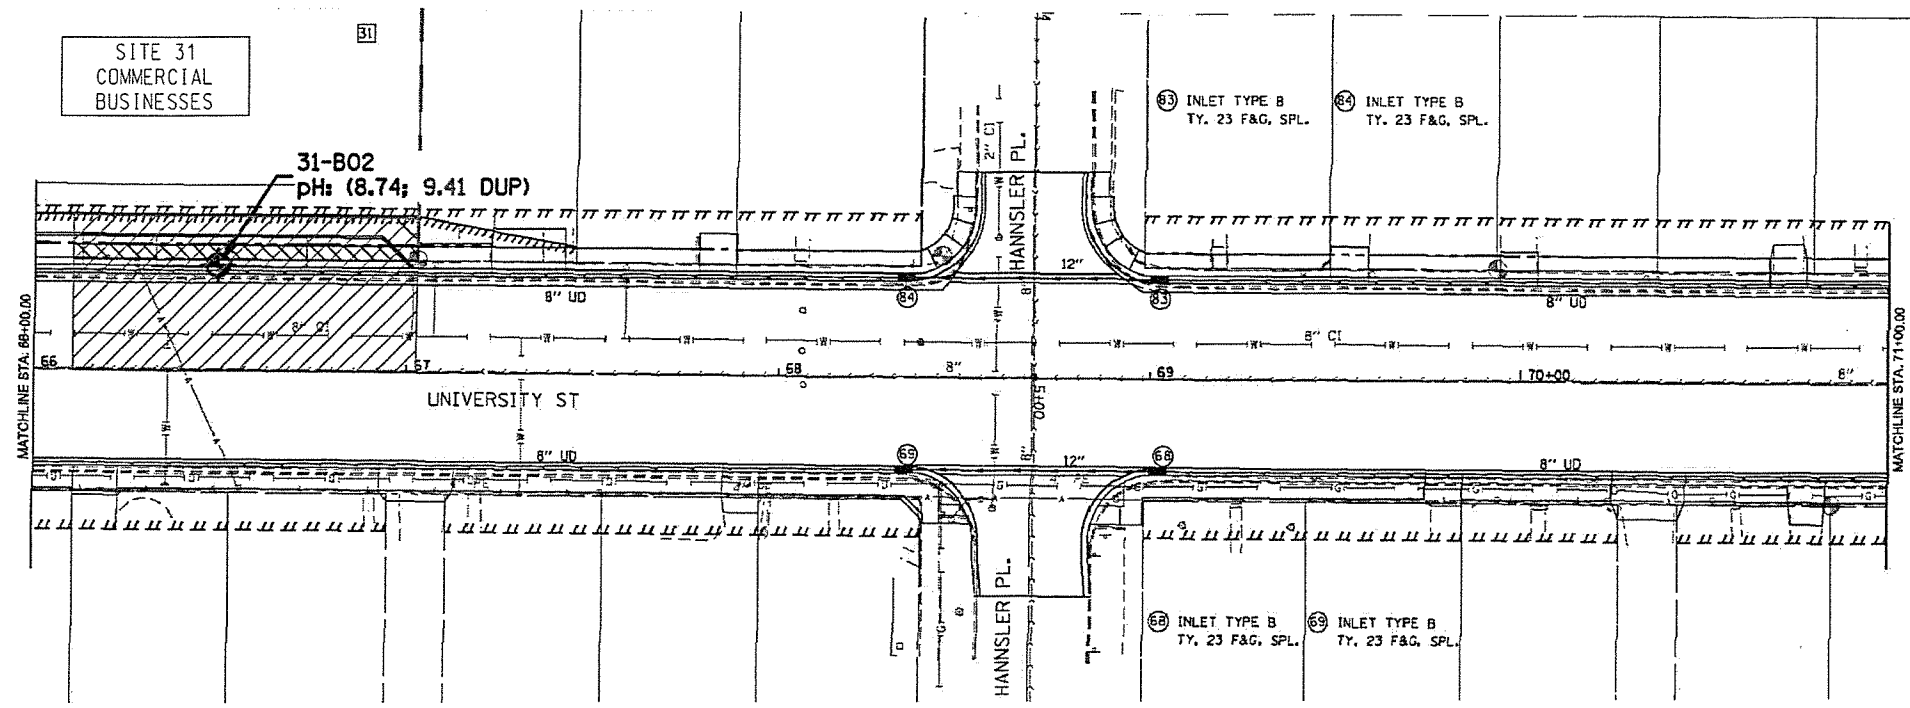 SITE 31
COMMERCIAL
BUSINESSES
31
31-B02
pH: (8.74; 9.41 DUP)
83 INLET TYPE B
TY. 23 F&G, SPL.
84 INLET TYPE B
TY. 23 F&G, SPL.
2" CI
HANNSLER PL.
8"
12"
84
83
8" UD
8" UD
8" CI
8" CI
MATCHLINE STA. 68+00.00
MATCHLINE STA. 71+00.00
66
67
68
8"
69
70+00
8"
UNIVERSITY ST
5+00
69
68
8" UD
8"
12"
8" UD
HANNSLER PL.
68 INLET TYPE B
TY. 23 F&G, SPL.
69 INLET TYPE B
TY. 23 F&G, SPL.